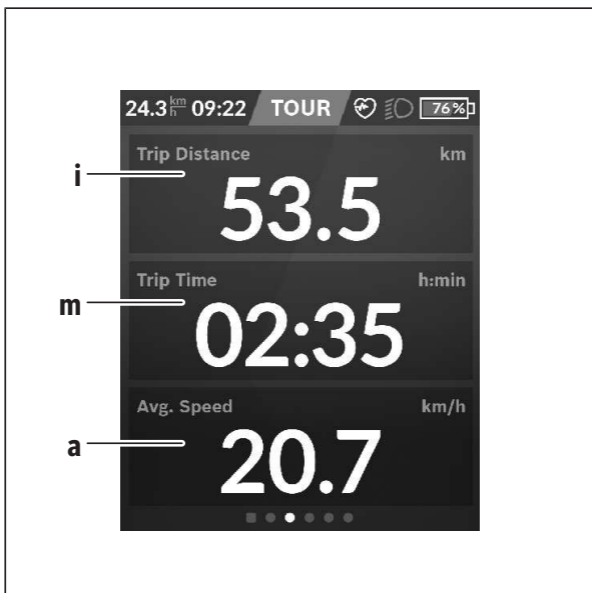 24.3 km/h 09:22 TOUR 76%
Trip Distance km
i
53.5
Trip Time h:min
m
02:35
Avg. Speed km/h
a
20.7